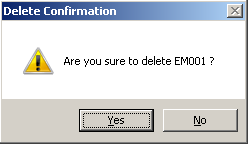 Delete Confirmation
Are you sure to delete EM001 ?
Yes
No